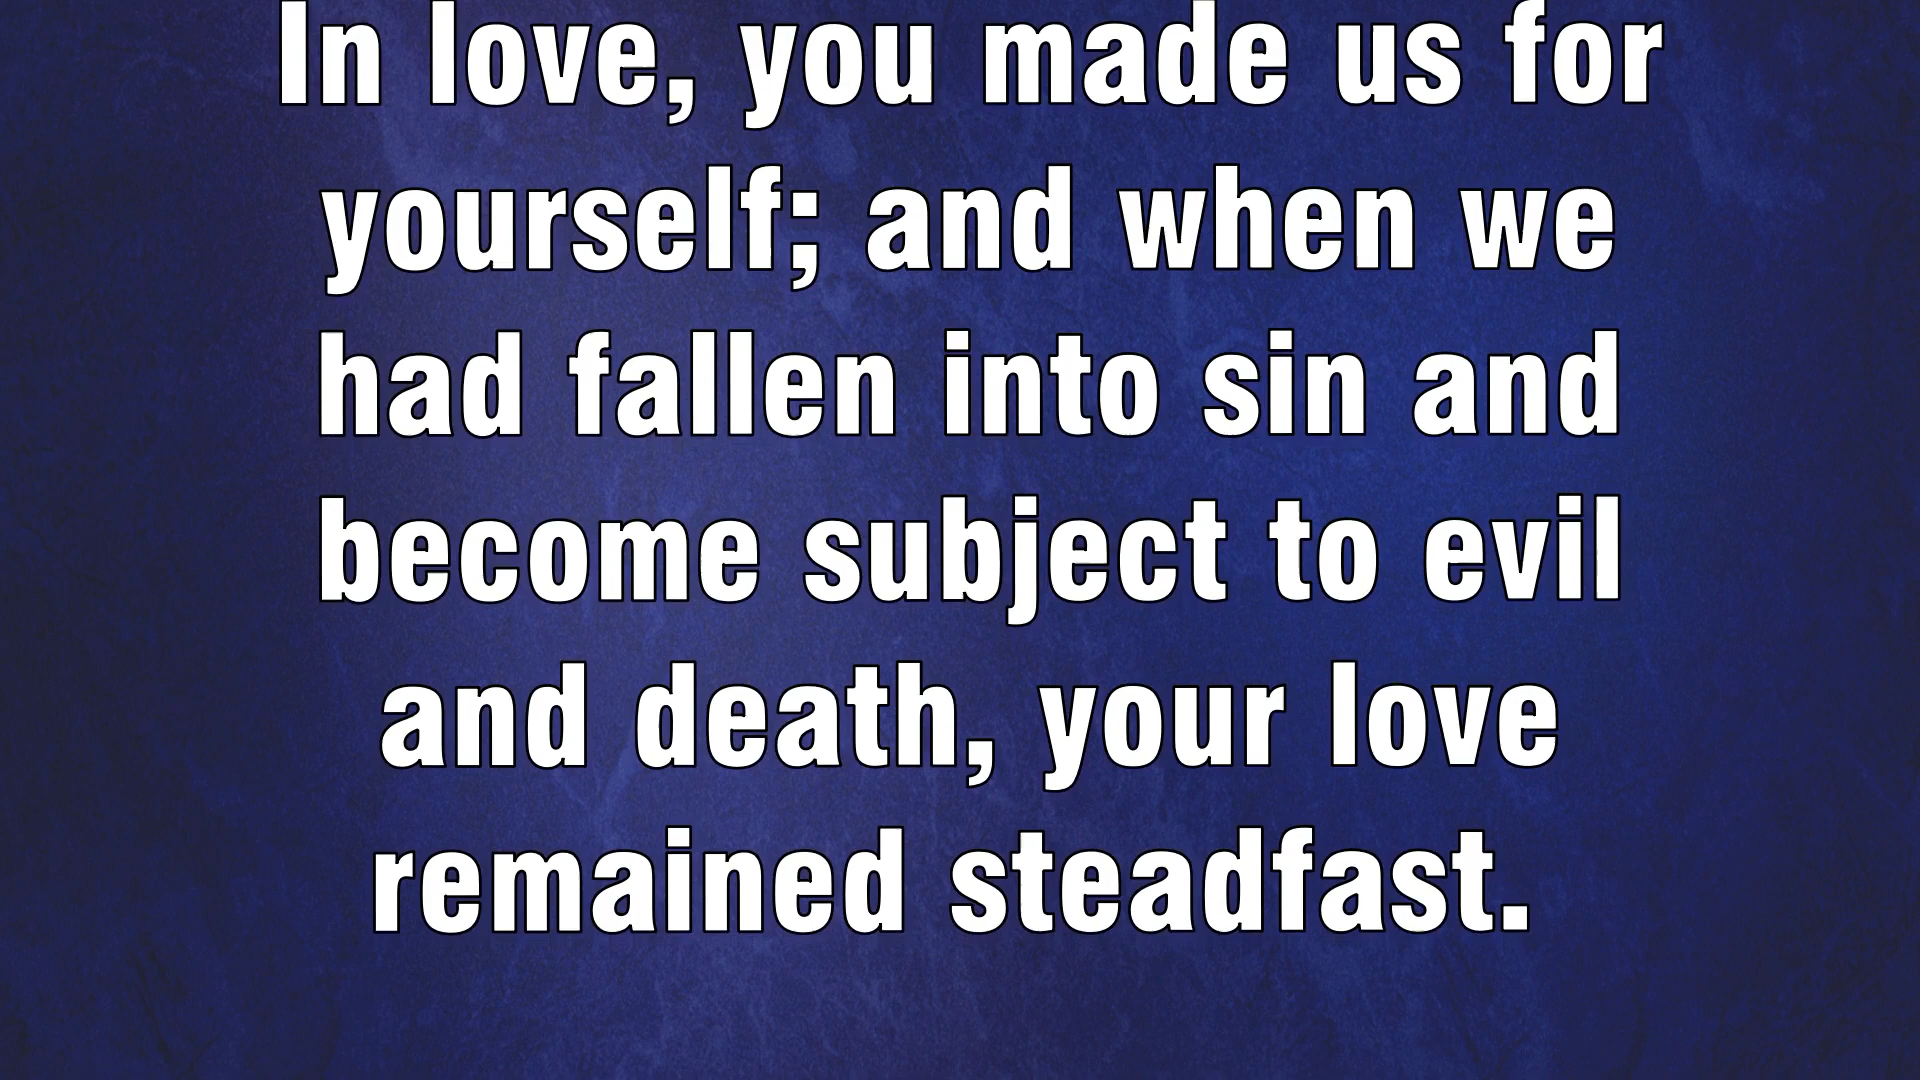 In love, you made us for
yourself; and when we
had fallen into sin and
become subject to evil
and death, your love
remained steadfast.